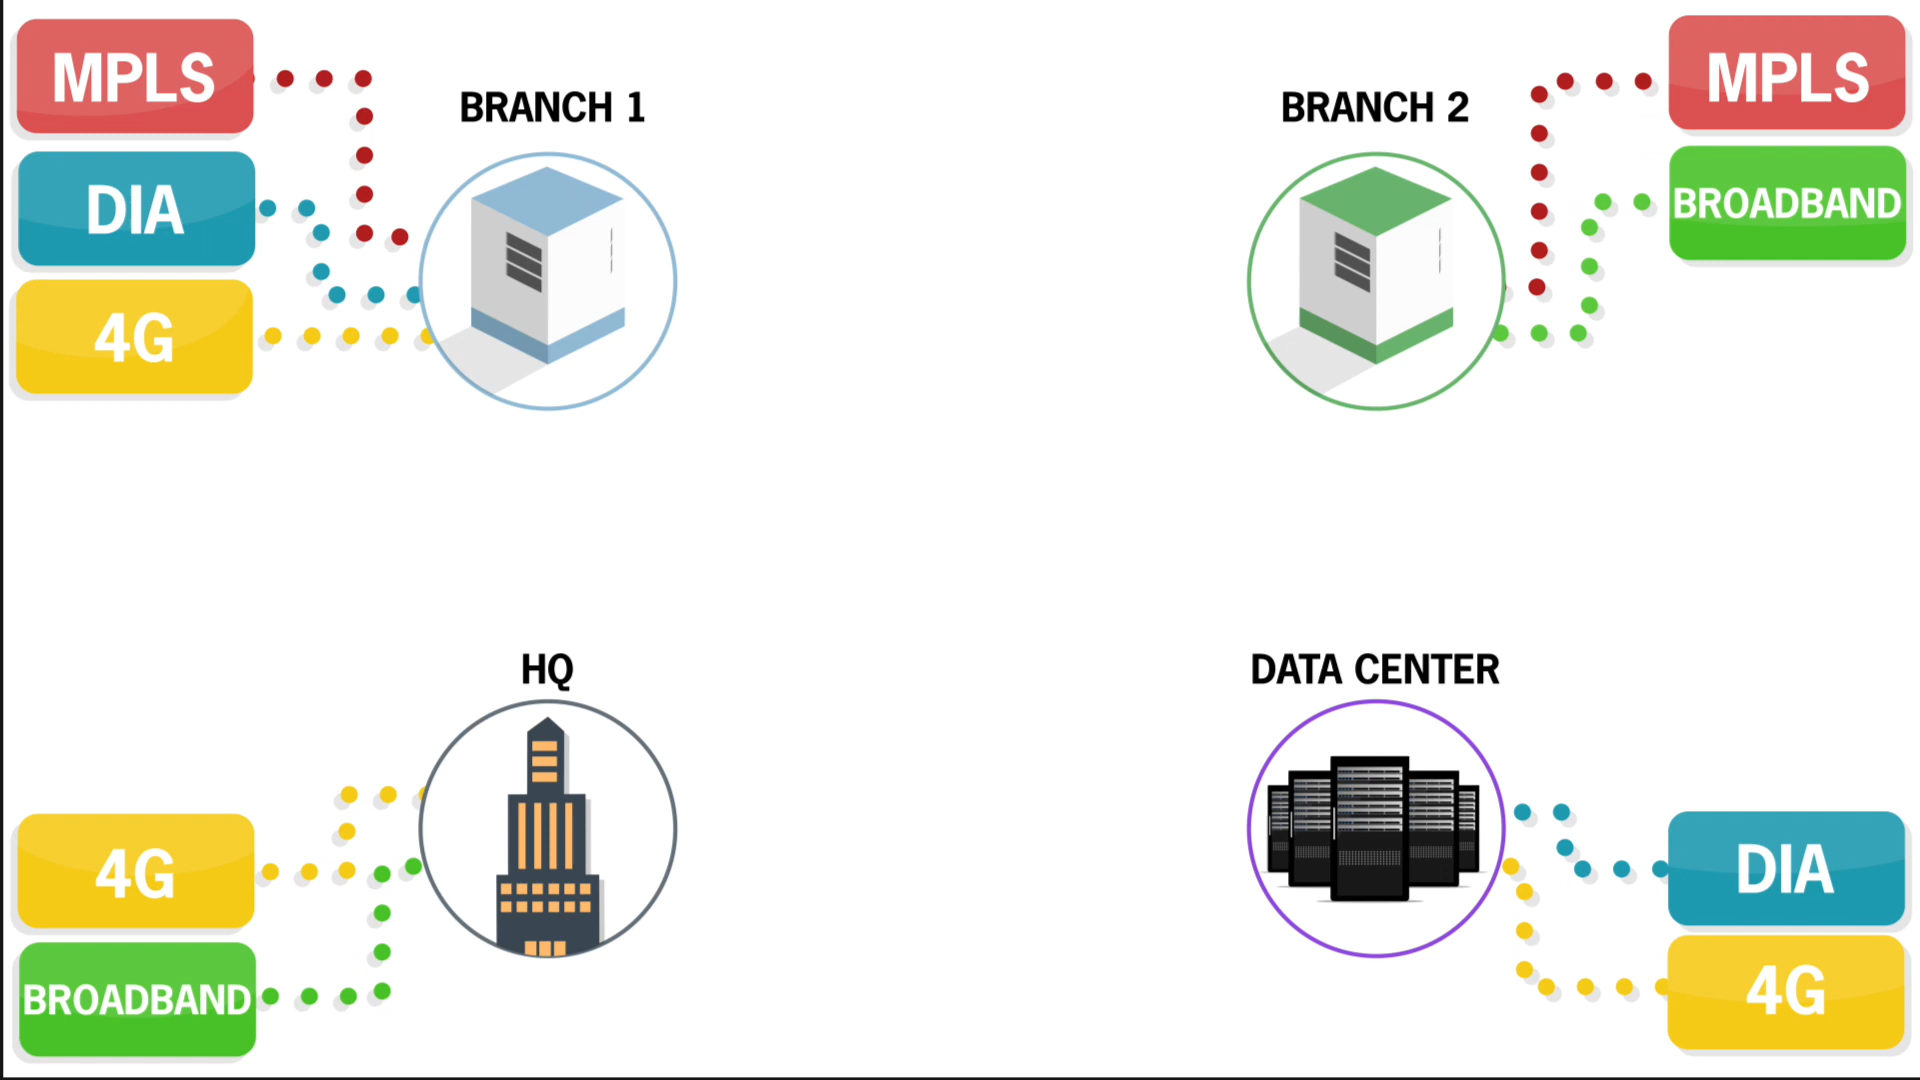 MPLS
DIA
4G
BRANCH 1
BRANCH 2
MPLS
BROADBAND
HQ
4G
BROADBAND
DATA CENTER
DIA
4G